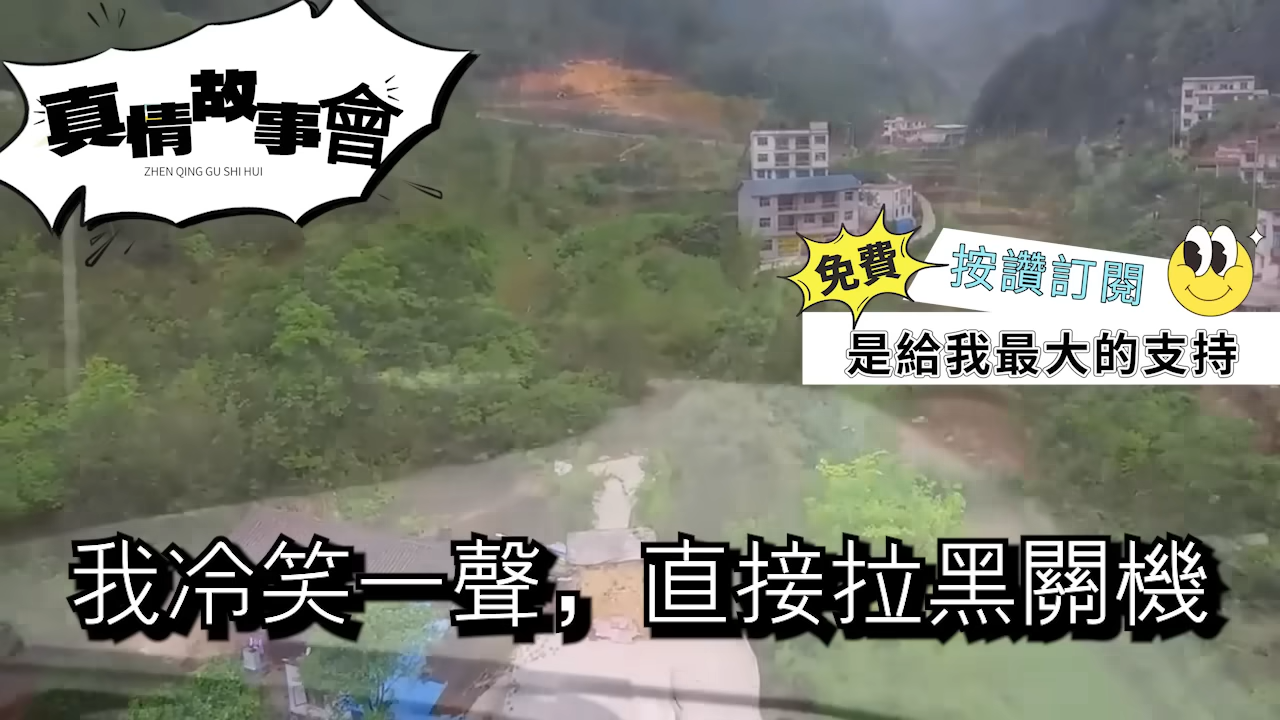 真情故事會
ZHEN QING GU SHI HUI
免費
按讚訂閱
是給我最大的支持
我冷笑一聲，直接拉黑關機